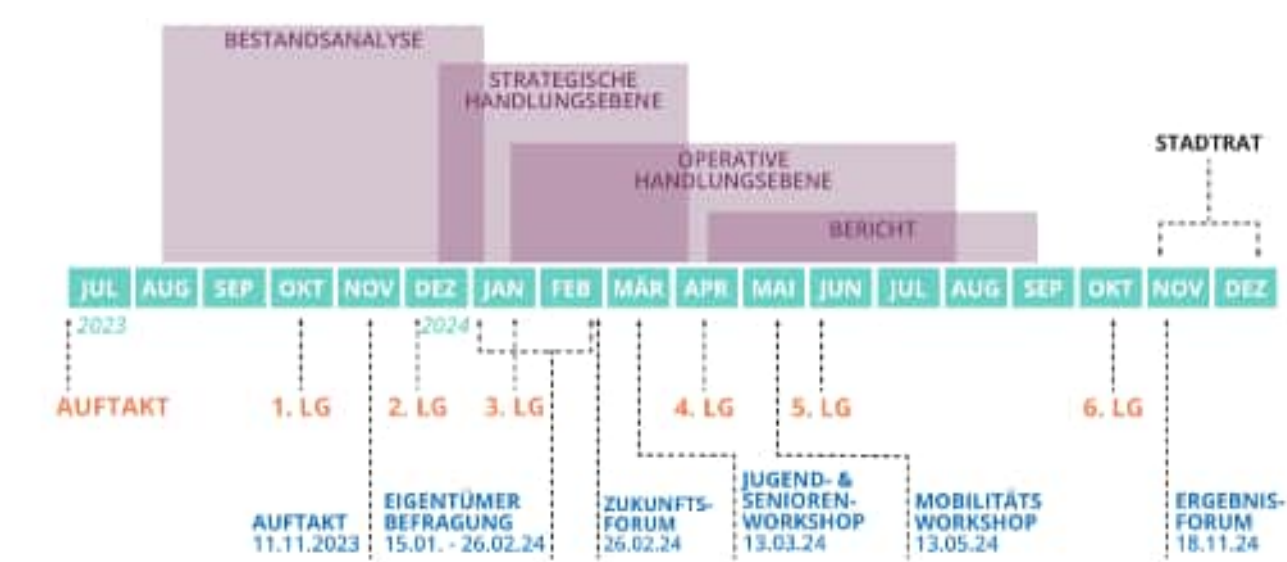 BESTANDSANALYSE
STRATEGISCHE
HANDLUNGSEBENE
OPERATIVE
HANDLUNGSEBENE
BERICHT
STADTRAT
JUL AUG SEP OKT NOV DEZ JAN FEB MÄR APR MAI JUN JUL AUG SEP OKT NOV DEZ
2023 2024
AUFTAKT 1. LG 2. LG 3. LG 4. LG 5. LG 6. LG
AUFTAKT
11.11.2023
EIGENTÜMER
BEFRAGUNG
15.01. - 26.02.24
ZUKUNFTS-
FORUM
26.02.24
JUGEND- &
SENIOREN-
WORKSHOP
13.03.24
MOBILITÄTS
WORKSHOP
13.05.24
ERGEBNIS-
FORUM
18.11.24